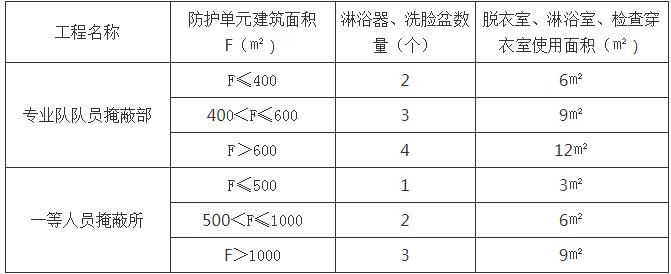 工程名称
防护单元建筑面积
F（㎡）
淋浴器、洗脸盆数
量（个）
脱衣室、淋浴室、检查穿
衣室使用面积（㎡）
专业队队员掩蔽部
F≤400
2
6㎡
400＜F≤600
3
9㎡
F＞600
4
12㎡
一等人员掩蔽所
F≤500
1
3㎡
500＜F≤1000
2
6㎡
F＞1000
3
9㎡